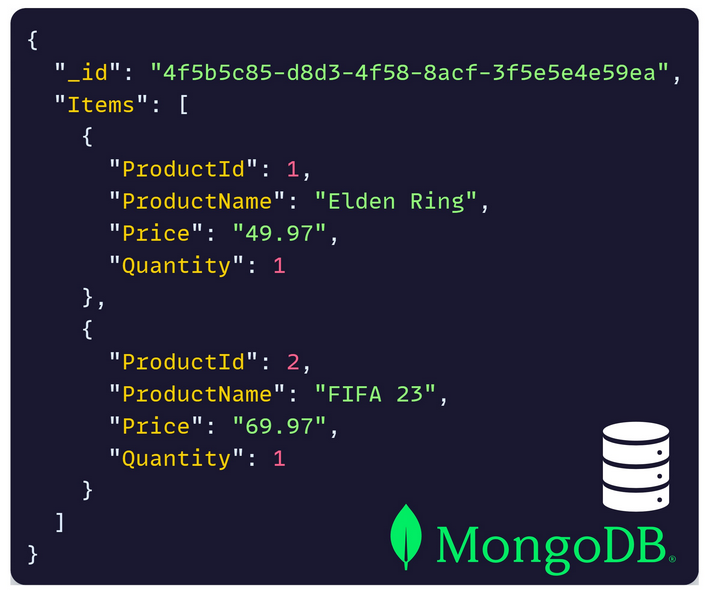 {
  "_id": "4f5b5c85-d8d3-4f58-8acf-3f5e5e4e59ea",
  "Items": [
    {
      "ProductId": 1,
      "ProductName": "Elden Ring",
      "Price": "49.97",
      "Quantity": 1
    },
    {
      "ProductId": 2,
      "ProductName": "FIFA 23",
      "Price": "69.97",
      "Quantity": 1
    }
  ]
}
MongoDB®